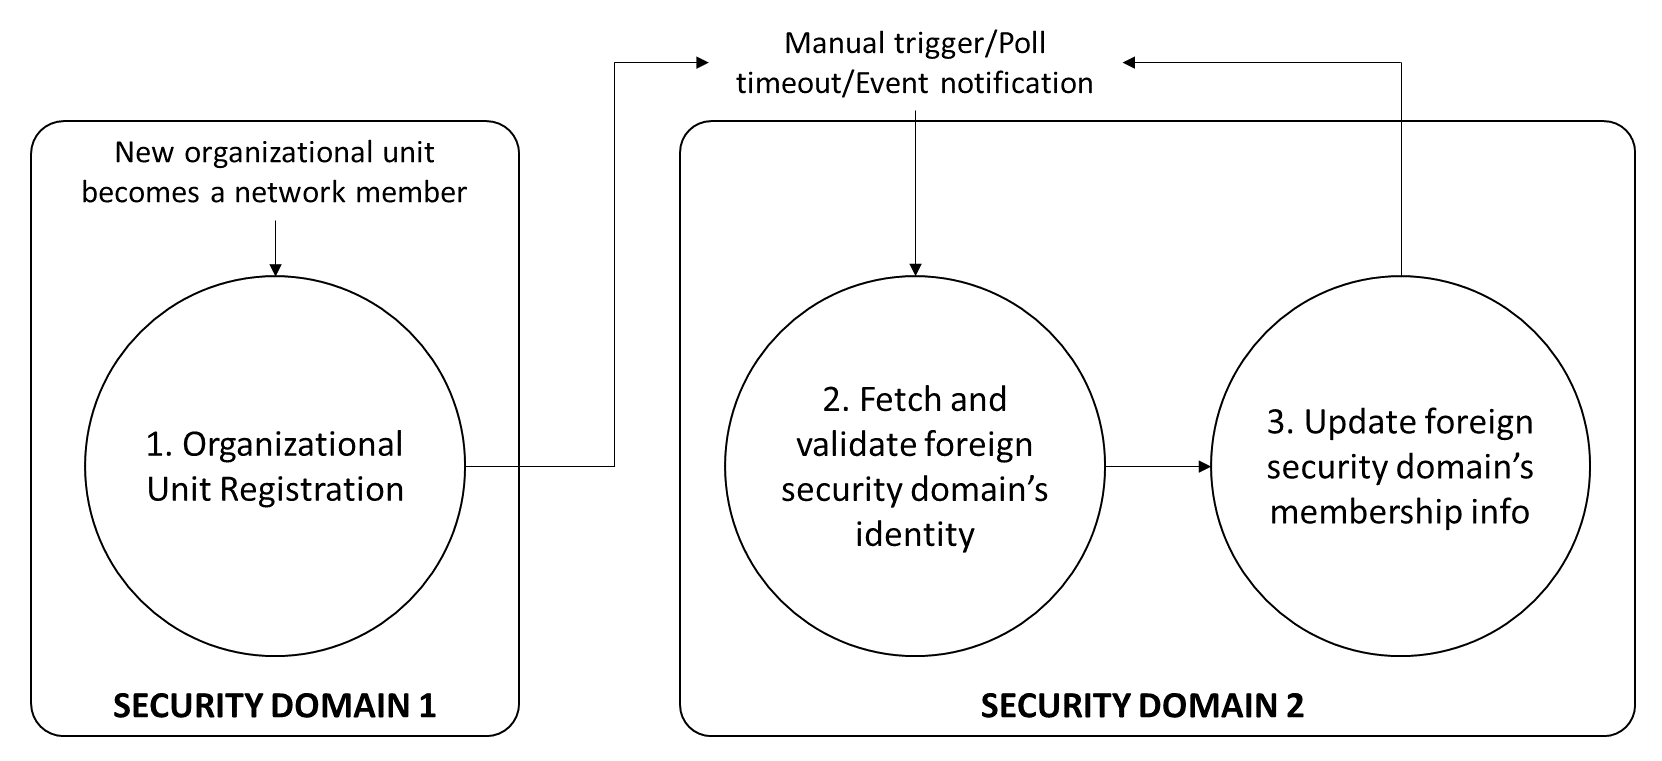 Manual trigger/Poll
timeout/Event notification
New organizational unit
becomes a network member
1. Organizational
Unit Registration
SECURITY DOMAIN 1
2. Fetch and
validate foreign
security domain’s
identity
3. Update foreign
security domain’s
membership info
SECURITY DOMAIN 2